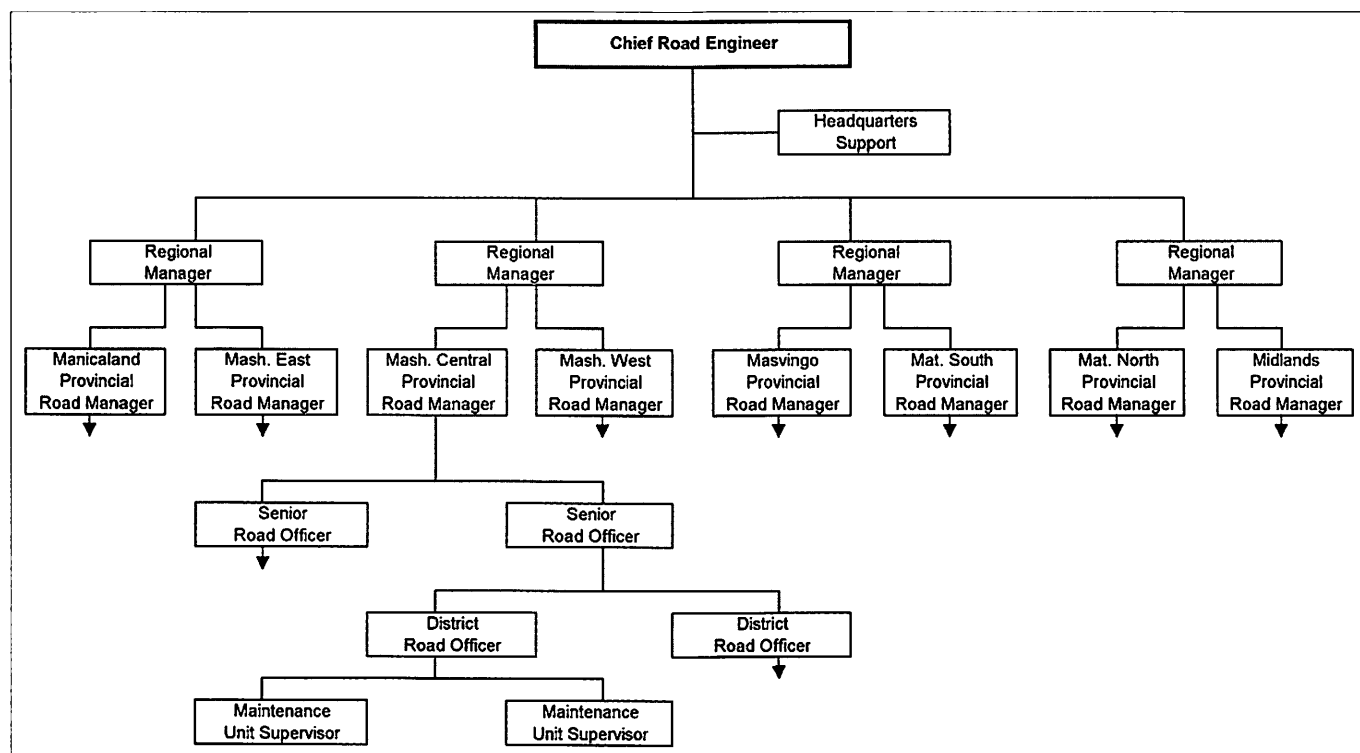 Chief Road Engineer
Headquarters
Support
Regional
Manager
Regional
Manager
Regional
Manager
Regional
Manager
Manicaland
Provincial
Road Manager
Mash. East
Provincial
Road Manager
Mash. Central
Provincial
Road Manager
Mash. West
Provincial
Road Manager
Masvingo
Provincial
Road Manager
Mat. South
Provincial
Road Manager
Mat. North
Provincial
Road Manager
Midlands
Provincial
Road Manager
Senior
Road Officer
Senior
Road Officer
District
Road Officer
District
Road Officer
Maintenance
Unit Supervisor
Maintenance
Unit Supervisor